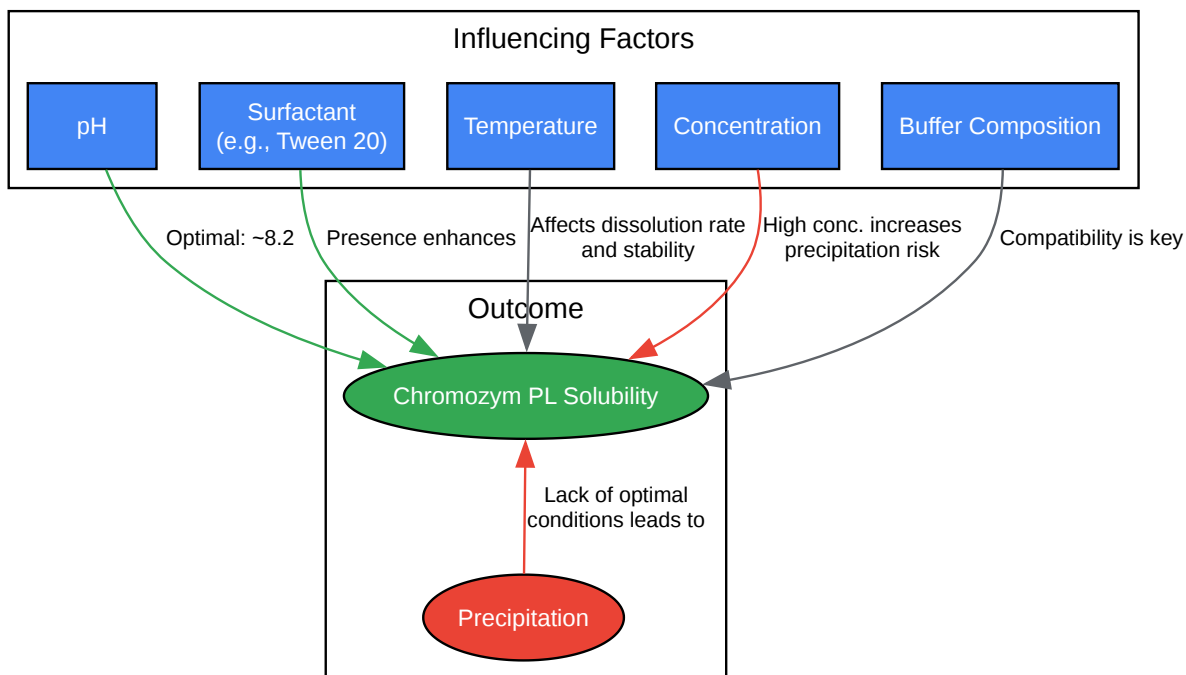 Influencing Factors
pH
Surfactant
(e.g., Tween 20)
Temperature
Concentration
Buffer Composition
Optimal: ~8.2
Presence enhances
Affects dissolution rate
and stability
High conc. increases
precipitation risk
Compatibility is key
Outcome
Chromozym PL Solubility
Lack of optimal
conditions leads to
Precipitation